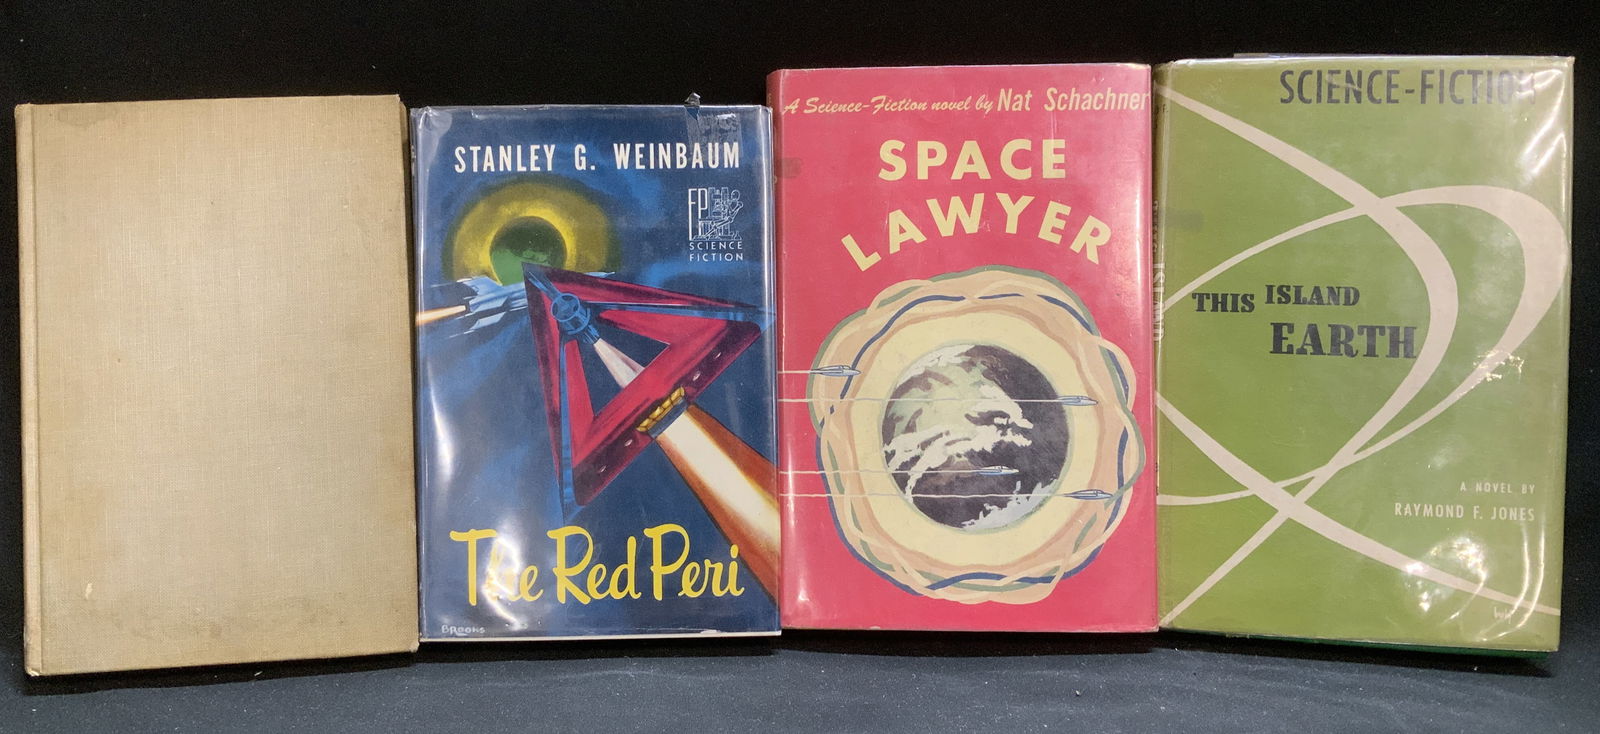 STANLEY G. WEINBAUM
FP
SCIENCE
FICTION
The Red Peri
BROOKS
A Science-Fiction novel by Nat Schachner
SPACE
LAWYER
SCIENCE-FICTION
THIS ISLAND
EARTH
A NOVEL BY
RAYMOND F. JONES